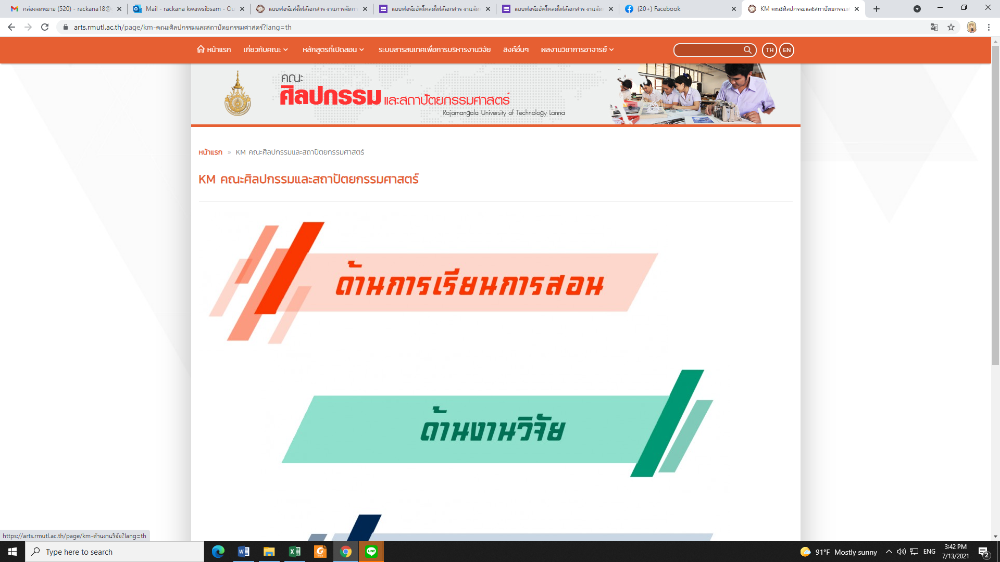 กล่องจดหมาย (520) - rackana18@
Mail - rackana kwawsibsam - Ou
แบบฟอร์มส่งไฟล์เอกสาร งานการจัดกา
แบบฟอร์มอัพโหลดไฟล์เอกสาร งานจัดก
แบบฟอร์มอัพโหลดไฟล์เอกสาร งานจัดก
(20+) Facebook
KM คณะศิลปกรรมและสถาปัตยกรรมศ
arts.rmutl.ac.th/page/km-คณะศิลปกรรมและสถาปัตยกรรมศาสตร์?lang=th
หน้าแรก เกี่ยวกับคณะ หลักสูตรที่เปิดสอน ระบบสารสนเทศเพื่อการบริหารงานวิจัย ลิงค์อื่นๆ ผลงานวิชาการอาจารย์ TH EN
คณะ
ศิลปกรรม และสถาปัตยกรรมศาสตร์
Rajamangala University of Technology Lanna
หน้าแรก » KM คณะศิลปกรรมและสถาปัตยกรรมศาสตร์
KM คณะศิลปกรรมและสถาปัตยกรรมศาสตร์
ด้านการเรียนการสอน
ด้านงานวิจัย
https://arts.rmutl.ac.th/page/km-ด้านงานวิจัย?lang=th
Type here to search
91°F Mostly sunny
ENG
3:42 PM
7/13/2021
2